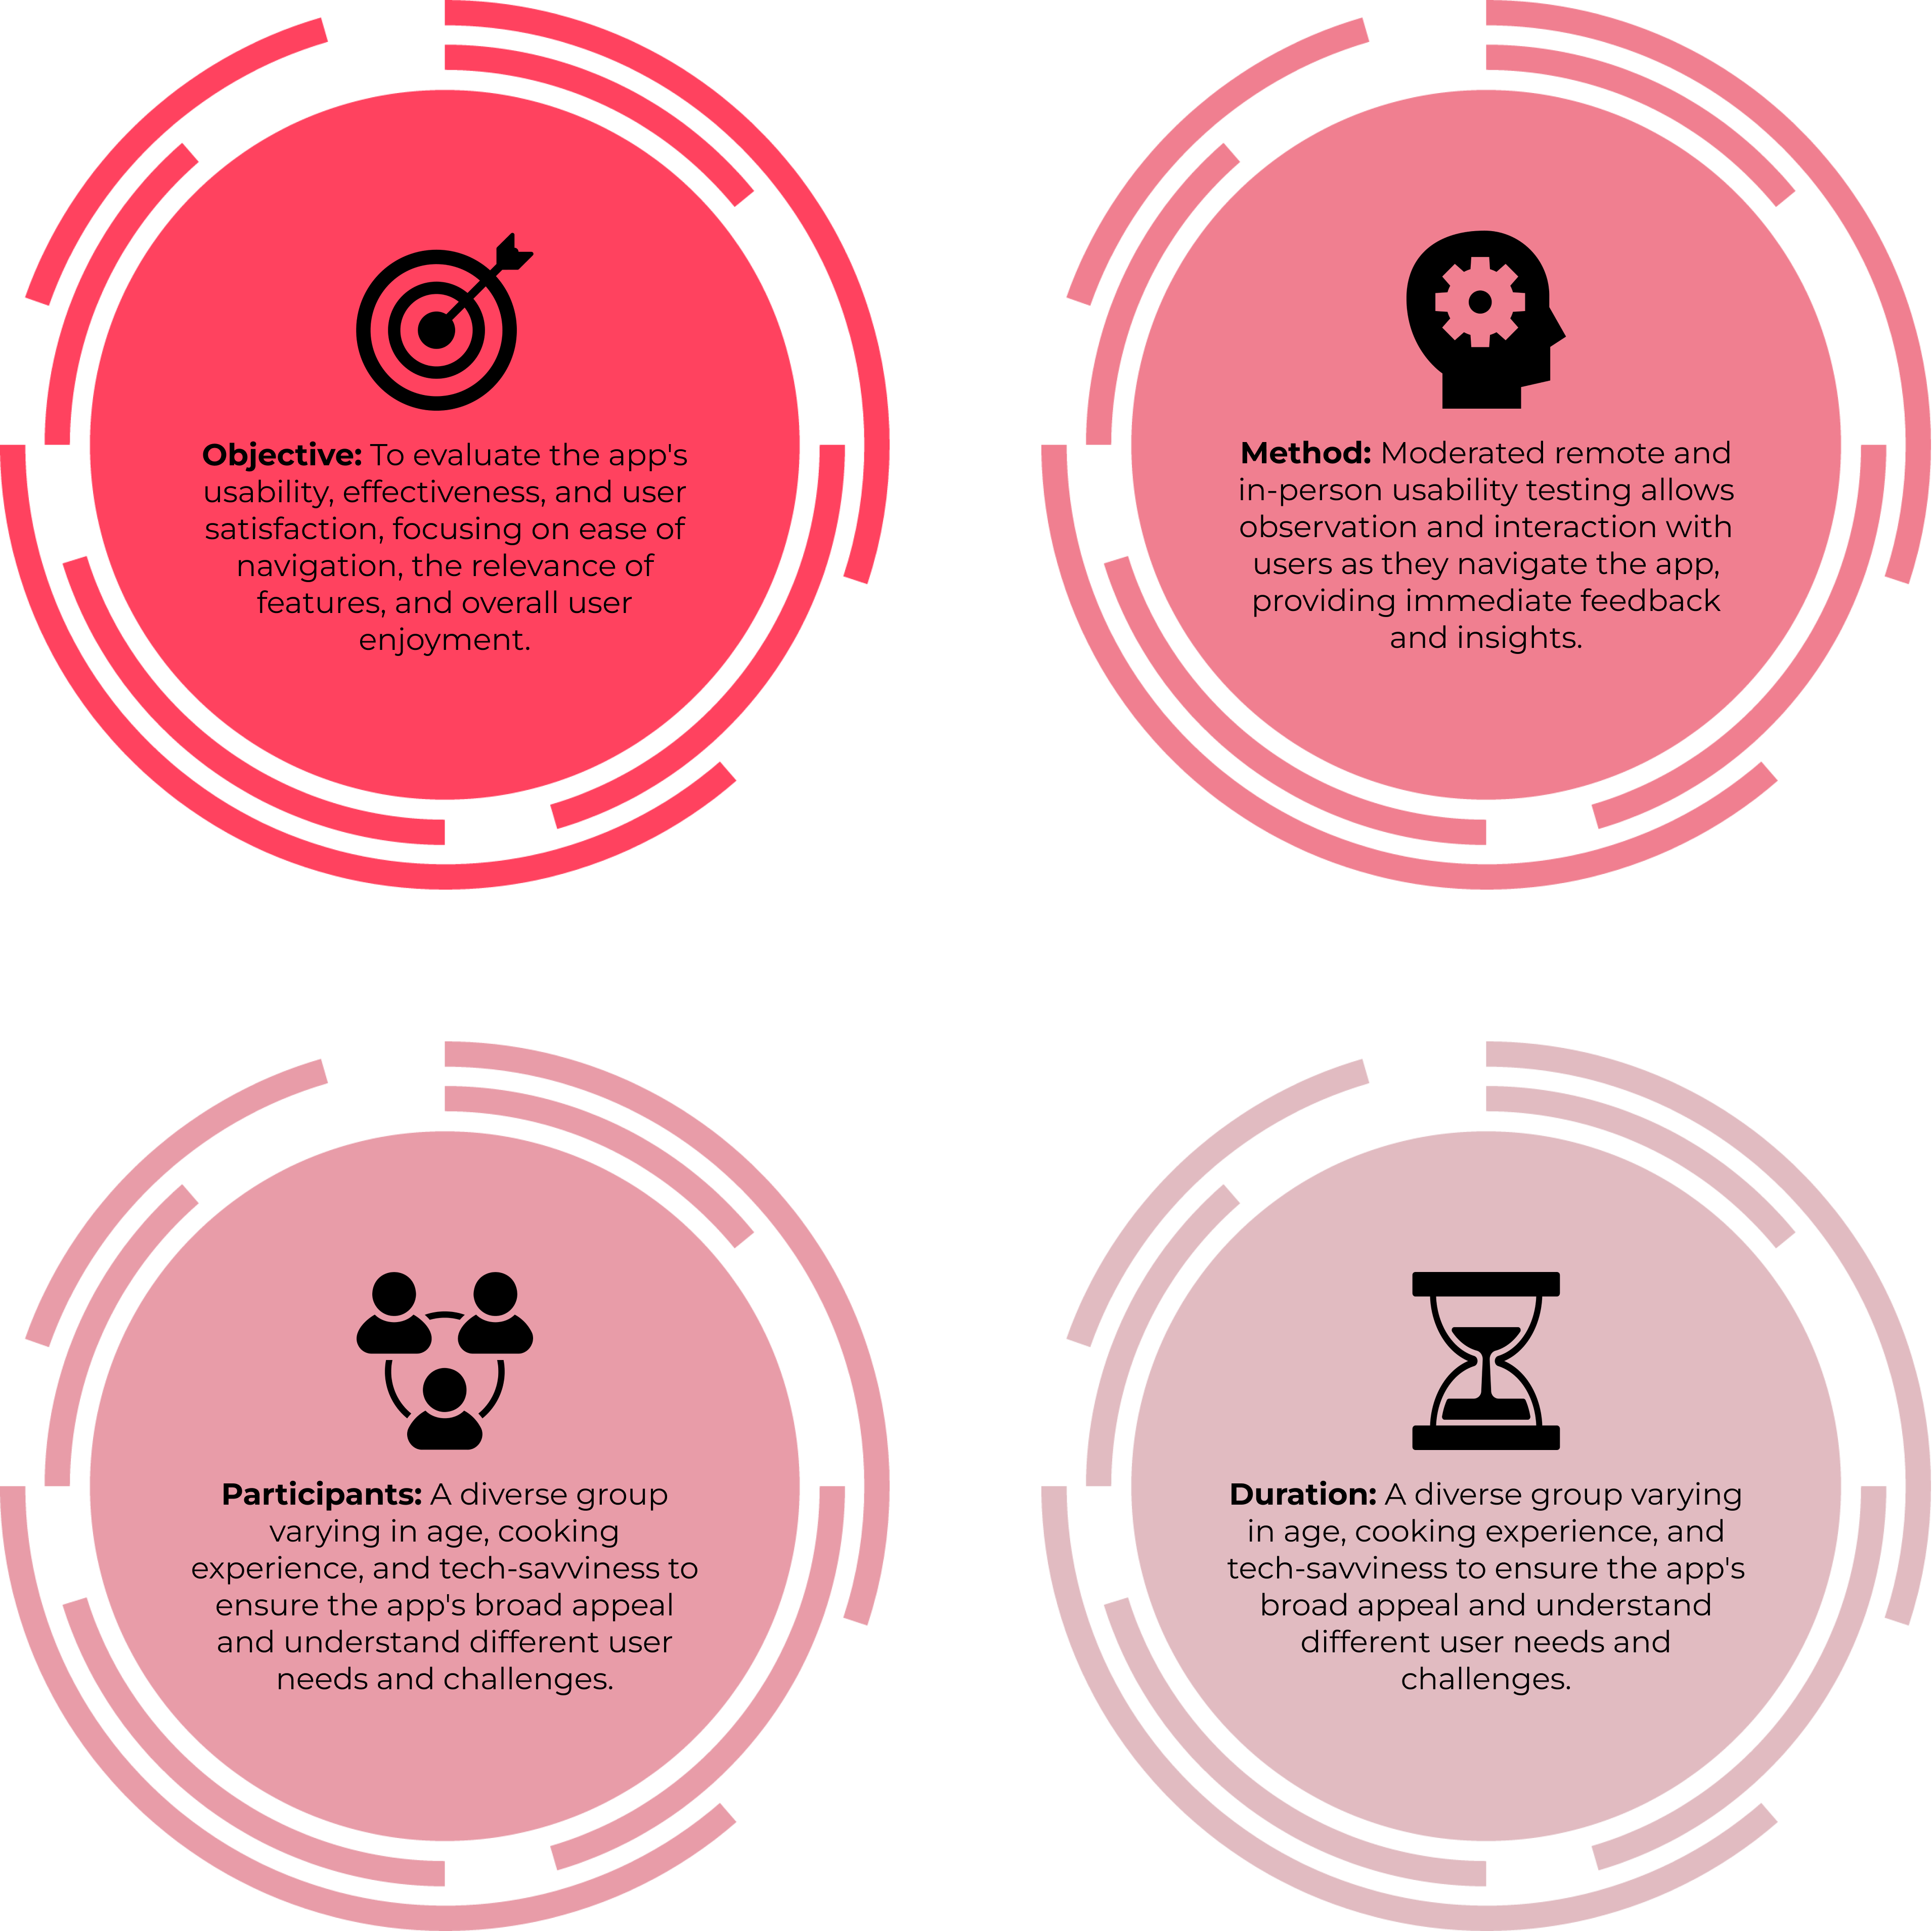 Objective: To evaluate the app's
usability, effectiveness, and user
satisfaction, focusing on ease of
navigation, the relevance of
features, and overall user
enjoyment.
Method: Moderated remote and
in-person usability testing allows
observation and interaction with
users as they navigate the app,
providing immediate feedback
and insights.
Participants: A diverse group
varying in age, cooking
experience, and tech-savviness to
ensure the app's broad appeal
and understand different user
needs and challenges.
Duration: A diverse group varying
in age, cooking experience, and
tech-savviness to ensure the app's
broad appeal and understand
different user needs and
challenges.